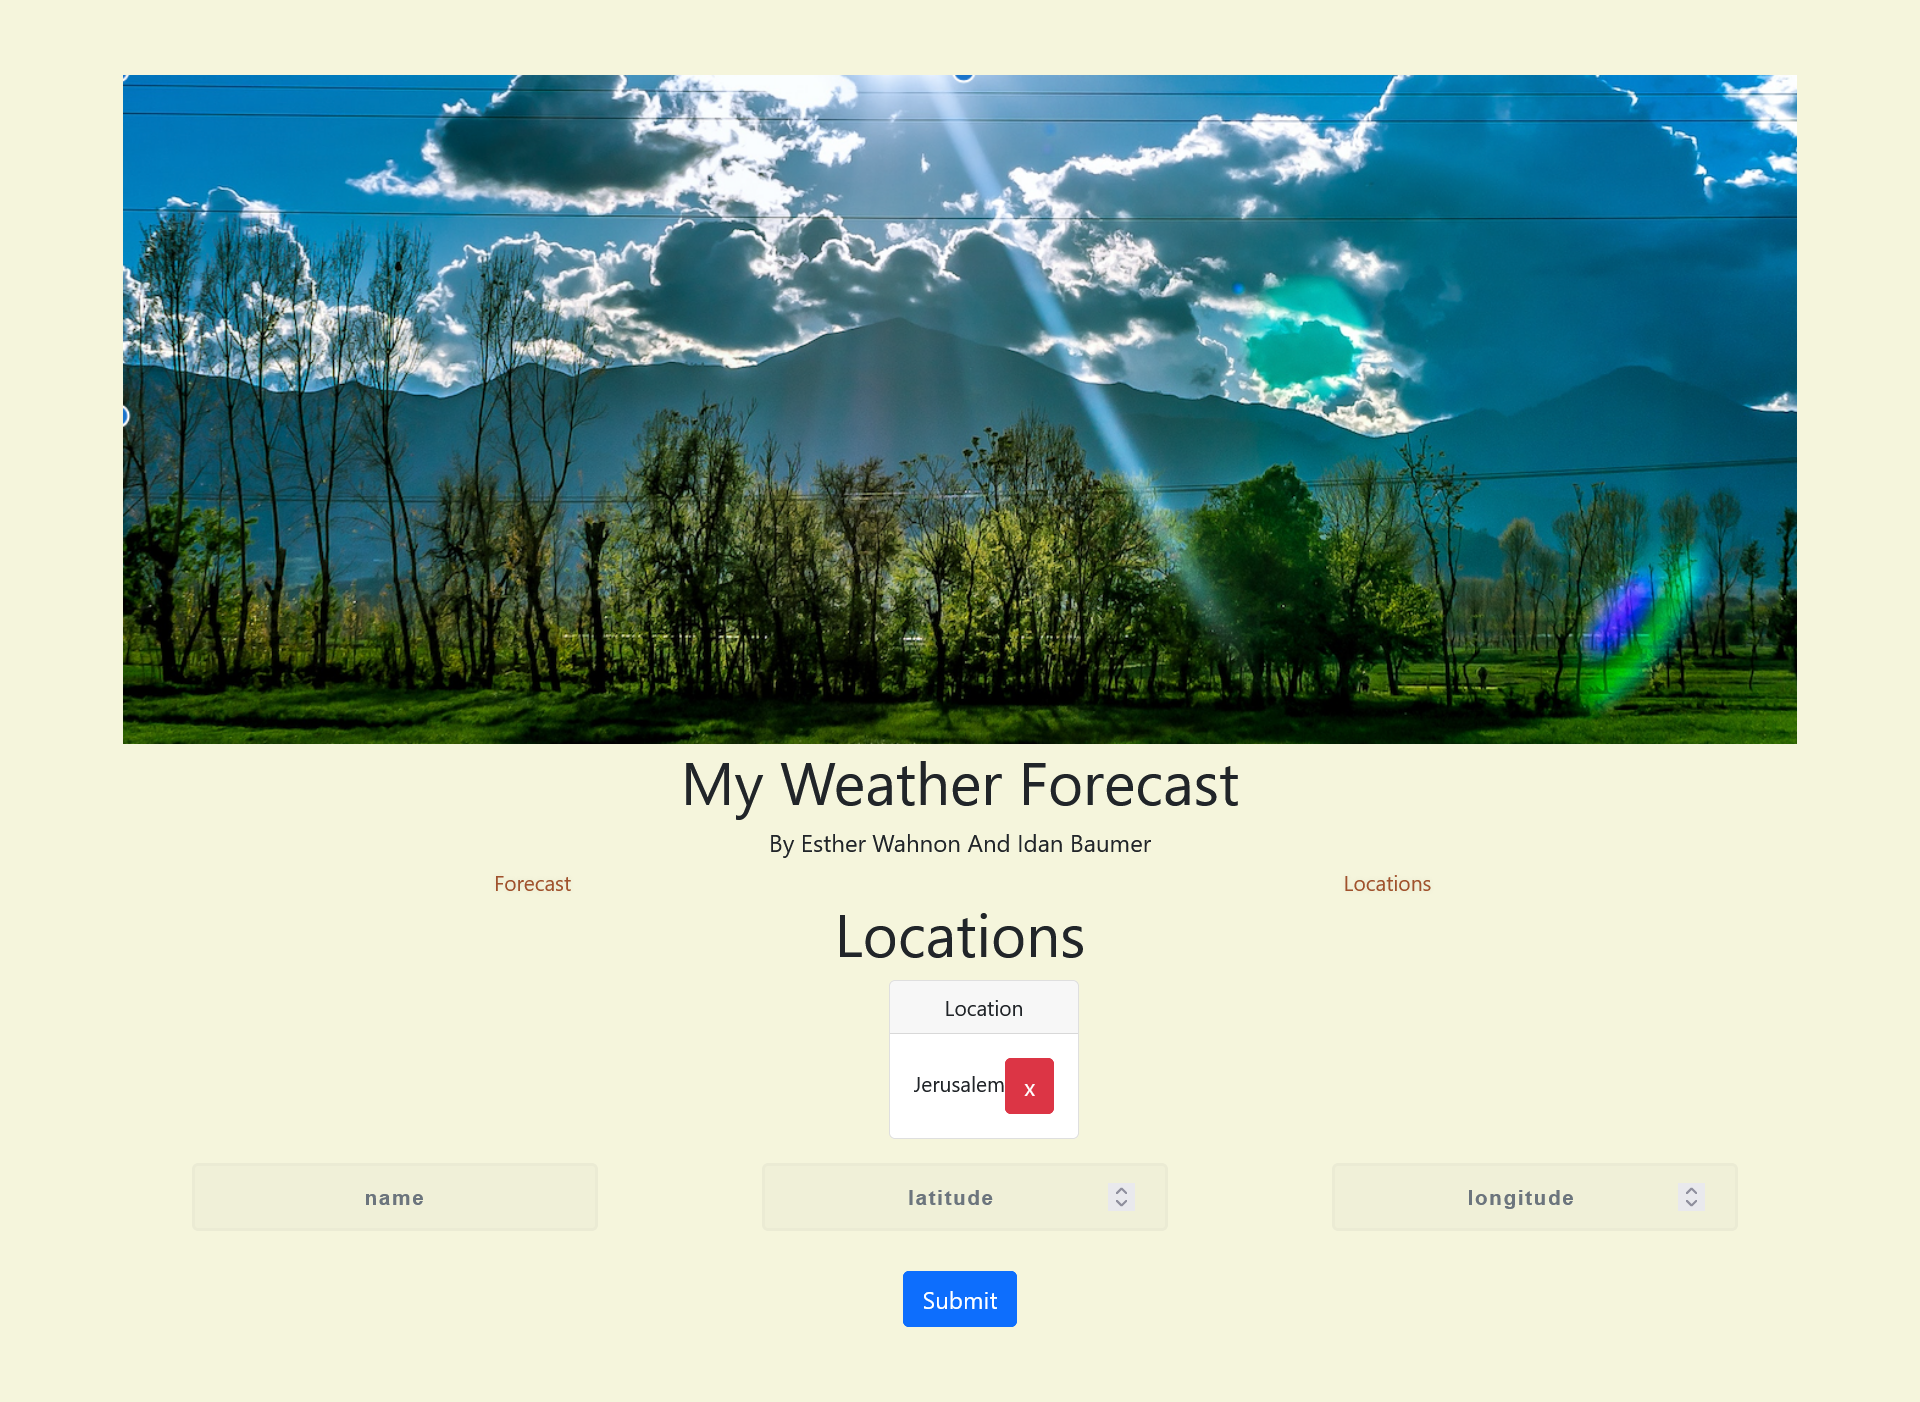 My Weather Forecast
By Esther Wahnon And Idan Baumer
Forecast
Locations
Locations
Location
Jerusalem x
name
latitude
longitude
Submit